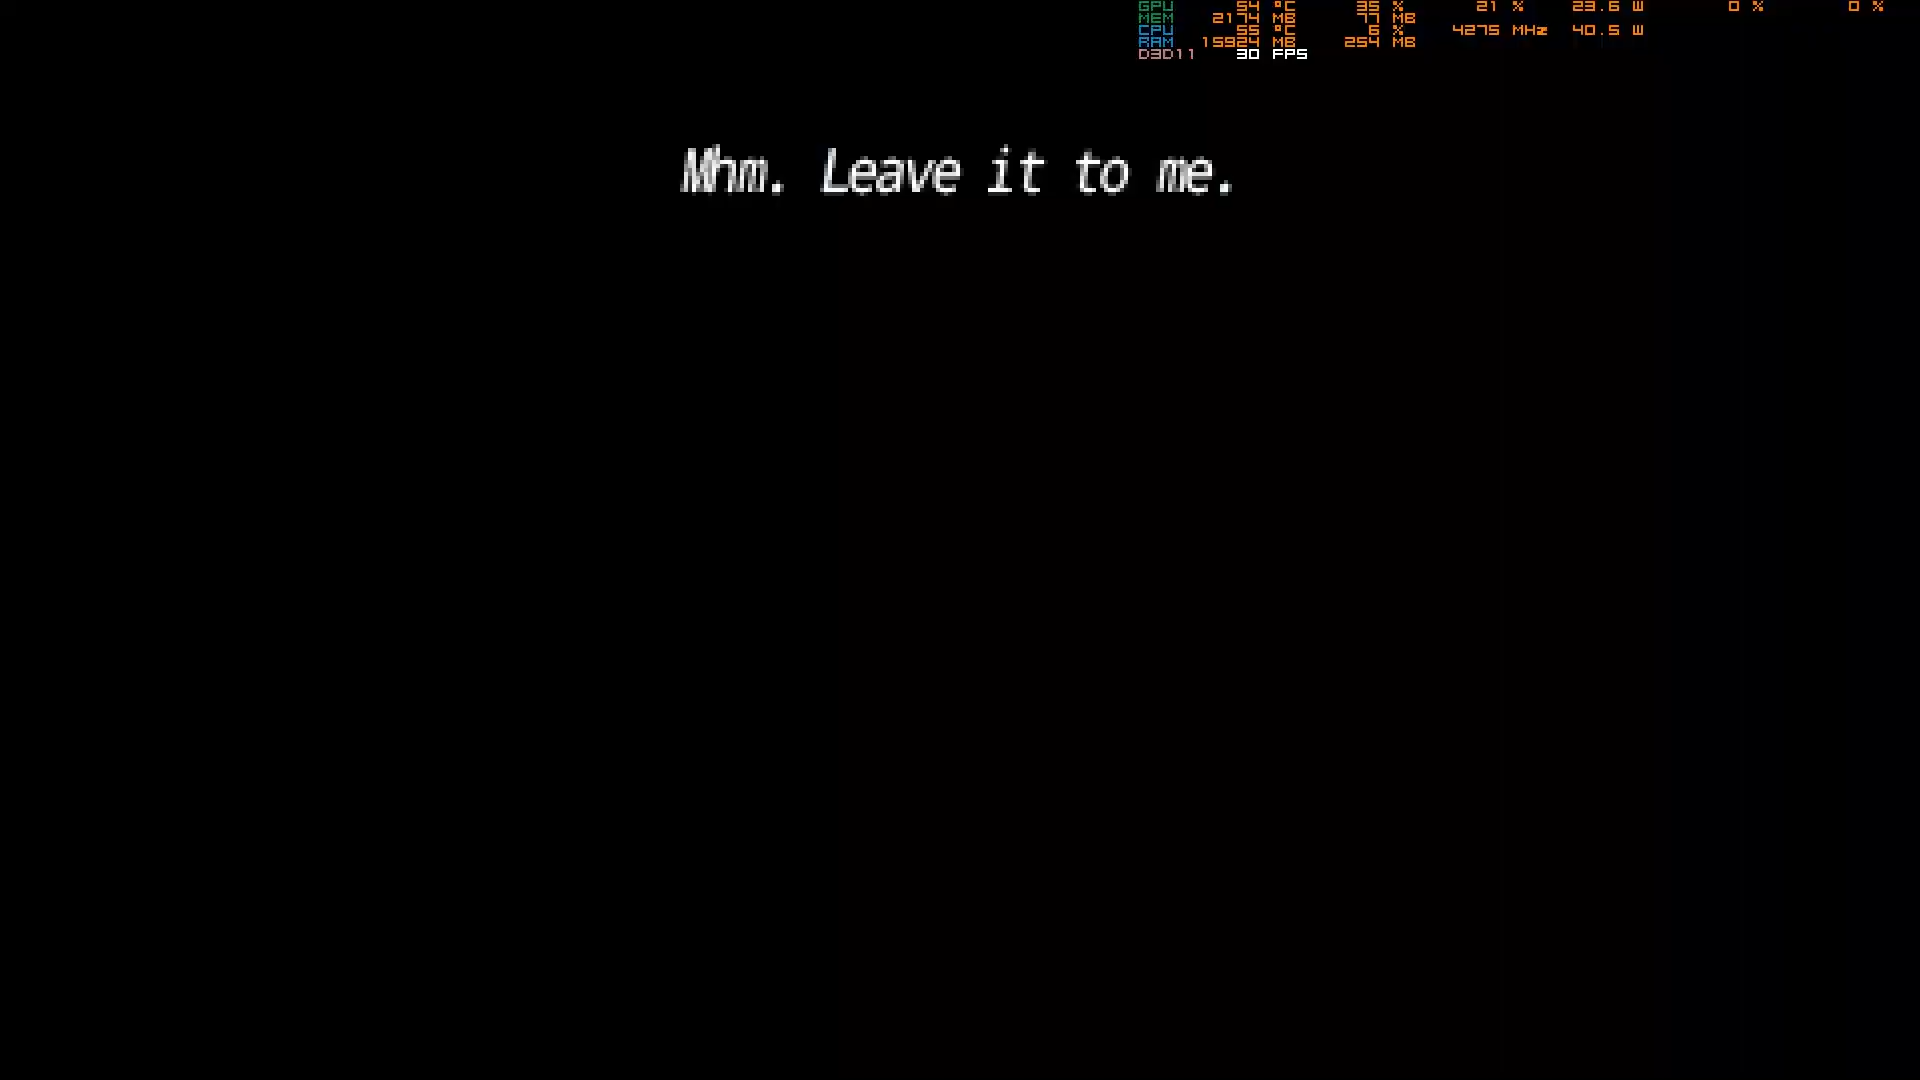 GPU 54 °C 35 % 21 % 23.6 W 0 % 0 %
MEM 2174 MB 77 MB
CPU 55 °C 6 % 4275 MHz 40.5 W
RAM 15924 MB 254 MB
D3D11 30 FPS
Mhm. Leave it to me.